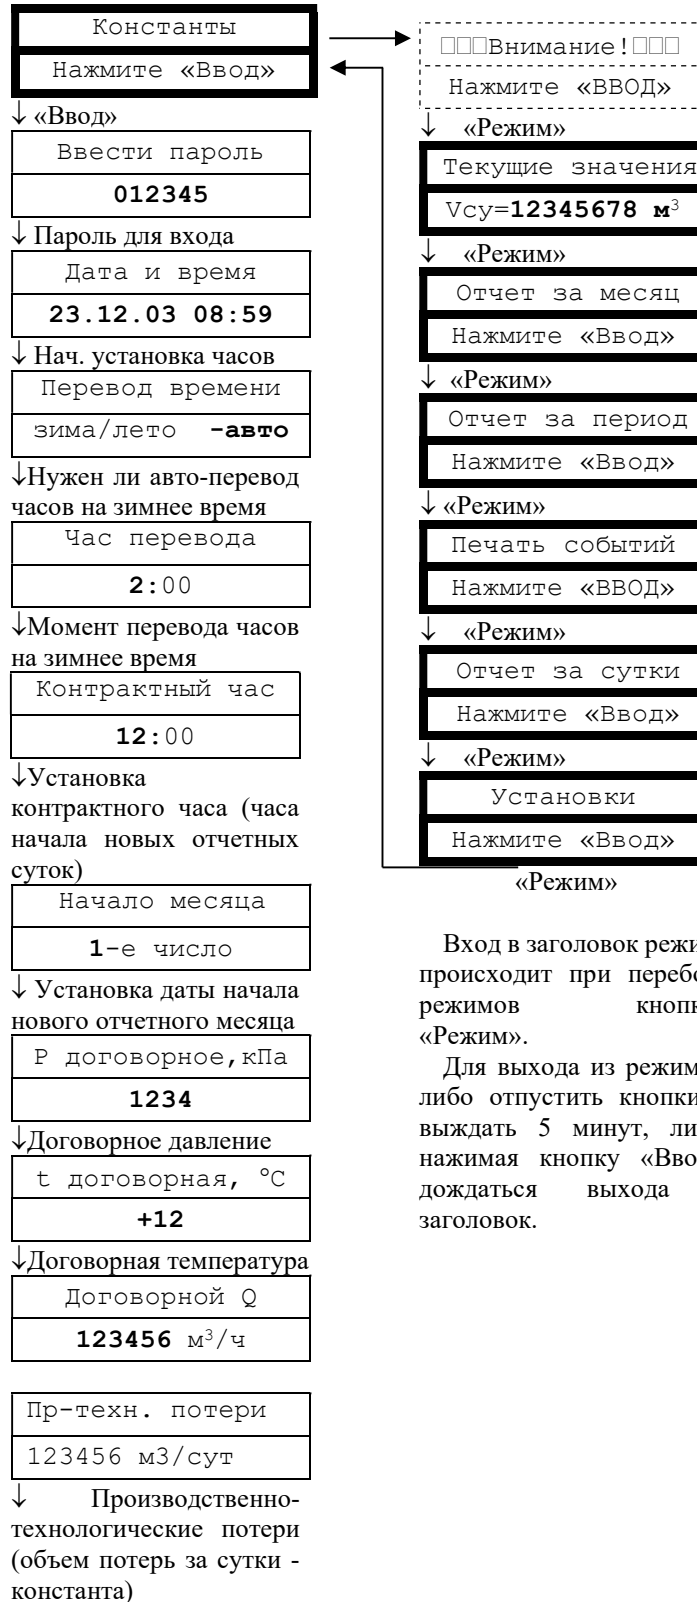 Константы
Нажмите «Ввод»
↓ «Ввод»
Ввести пароль
012345
↓ Пароль для входа
Дата и время
23.12.03 08:59
↓ Нач. установка часов
Перевод времени
зима/лето -авто
↓Нужен ли авто-перевод
часов на зимнее время
Час перевода
2:00
↓Момент перевода часов
на зимнее время
Контрактный час
12:00
↓Установка
контрактного часа (часа
начала новых отчетных
суток)
Начало месяца
1-е число
↓ Установка даты начала
нового отчетного месяца
Р договорное,кПа
1234
↓Договорное давление
t договорная, °С
+12
↓Договорная температура
Договорной Q
123456 м³/ч
Пр-техн. потери
123456 м3/сут
↓ Производственно-
технологические потери
(объем потерь за сутки -
константа)
□□□Внимание!□□□
Нажмите «ВВОД»
↓ «Режим»
Текущие значения
Vсу=12345678 м³
↓ «Режим»
Отчет за месяц
Нажмите «Ввод»
↓ «Режим»
Отчет за период
Нажмите «Ввод»
↓ «Режим»
Печать событий
Нажмите «ВВОД»
↓ «Режим»
Отчет за сутки
Нажмите «Ввод»
↓ «Режим»
Установки
Нажмите «Ввод»
«Режим»
Вход в заголовок
происходит при
режимов
«Режим».
Для выхода из
либо отпустить кнопки
выждать 5 минут,
нажимая кнопку
дождаться выхода
заголовок.